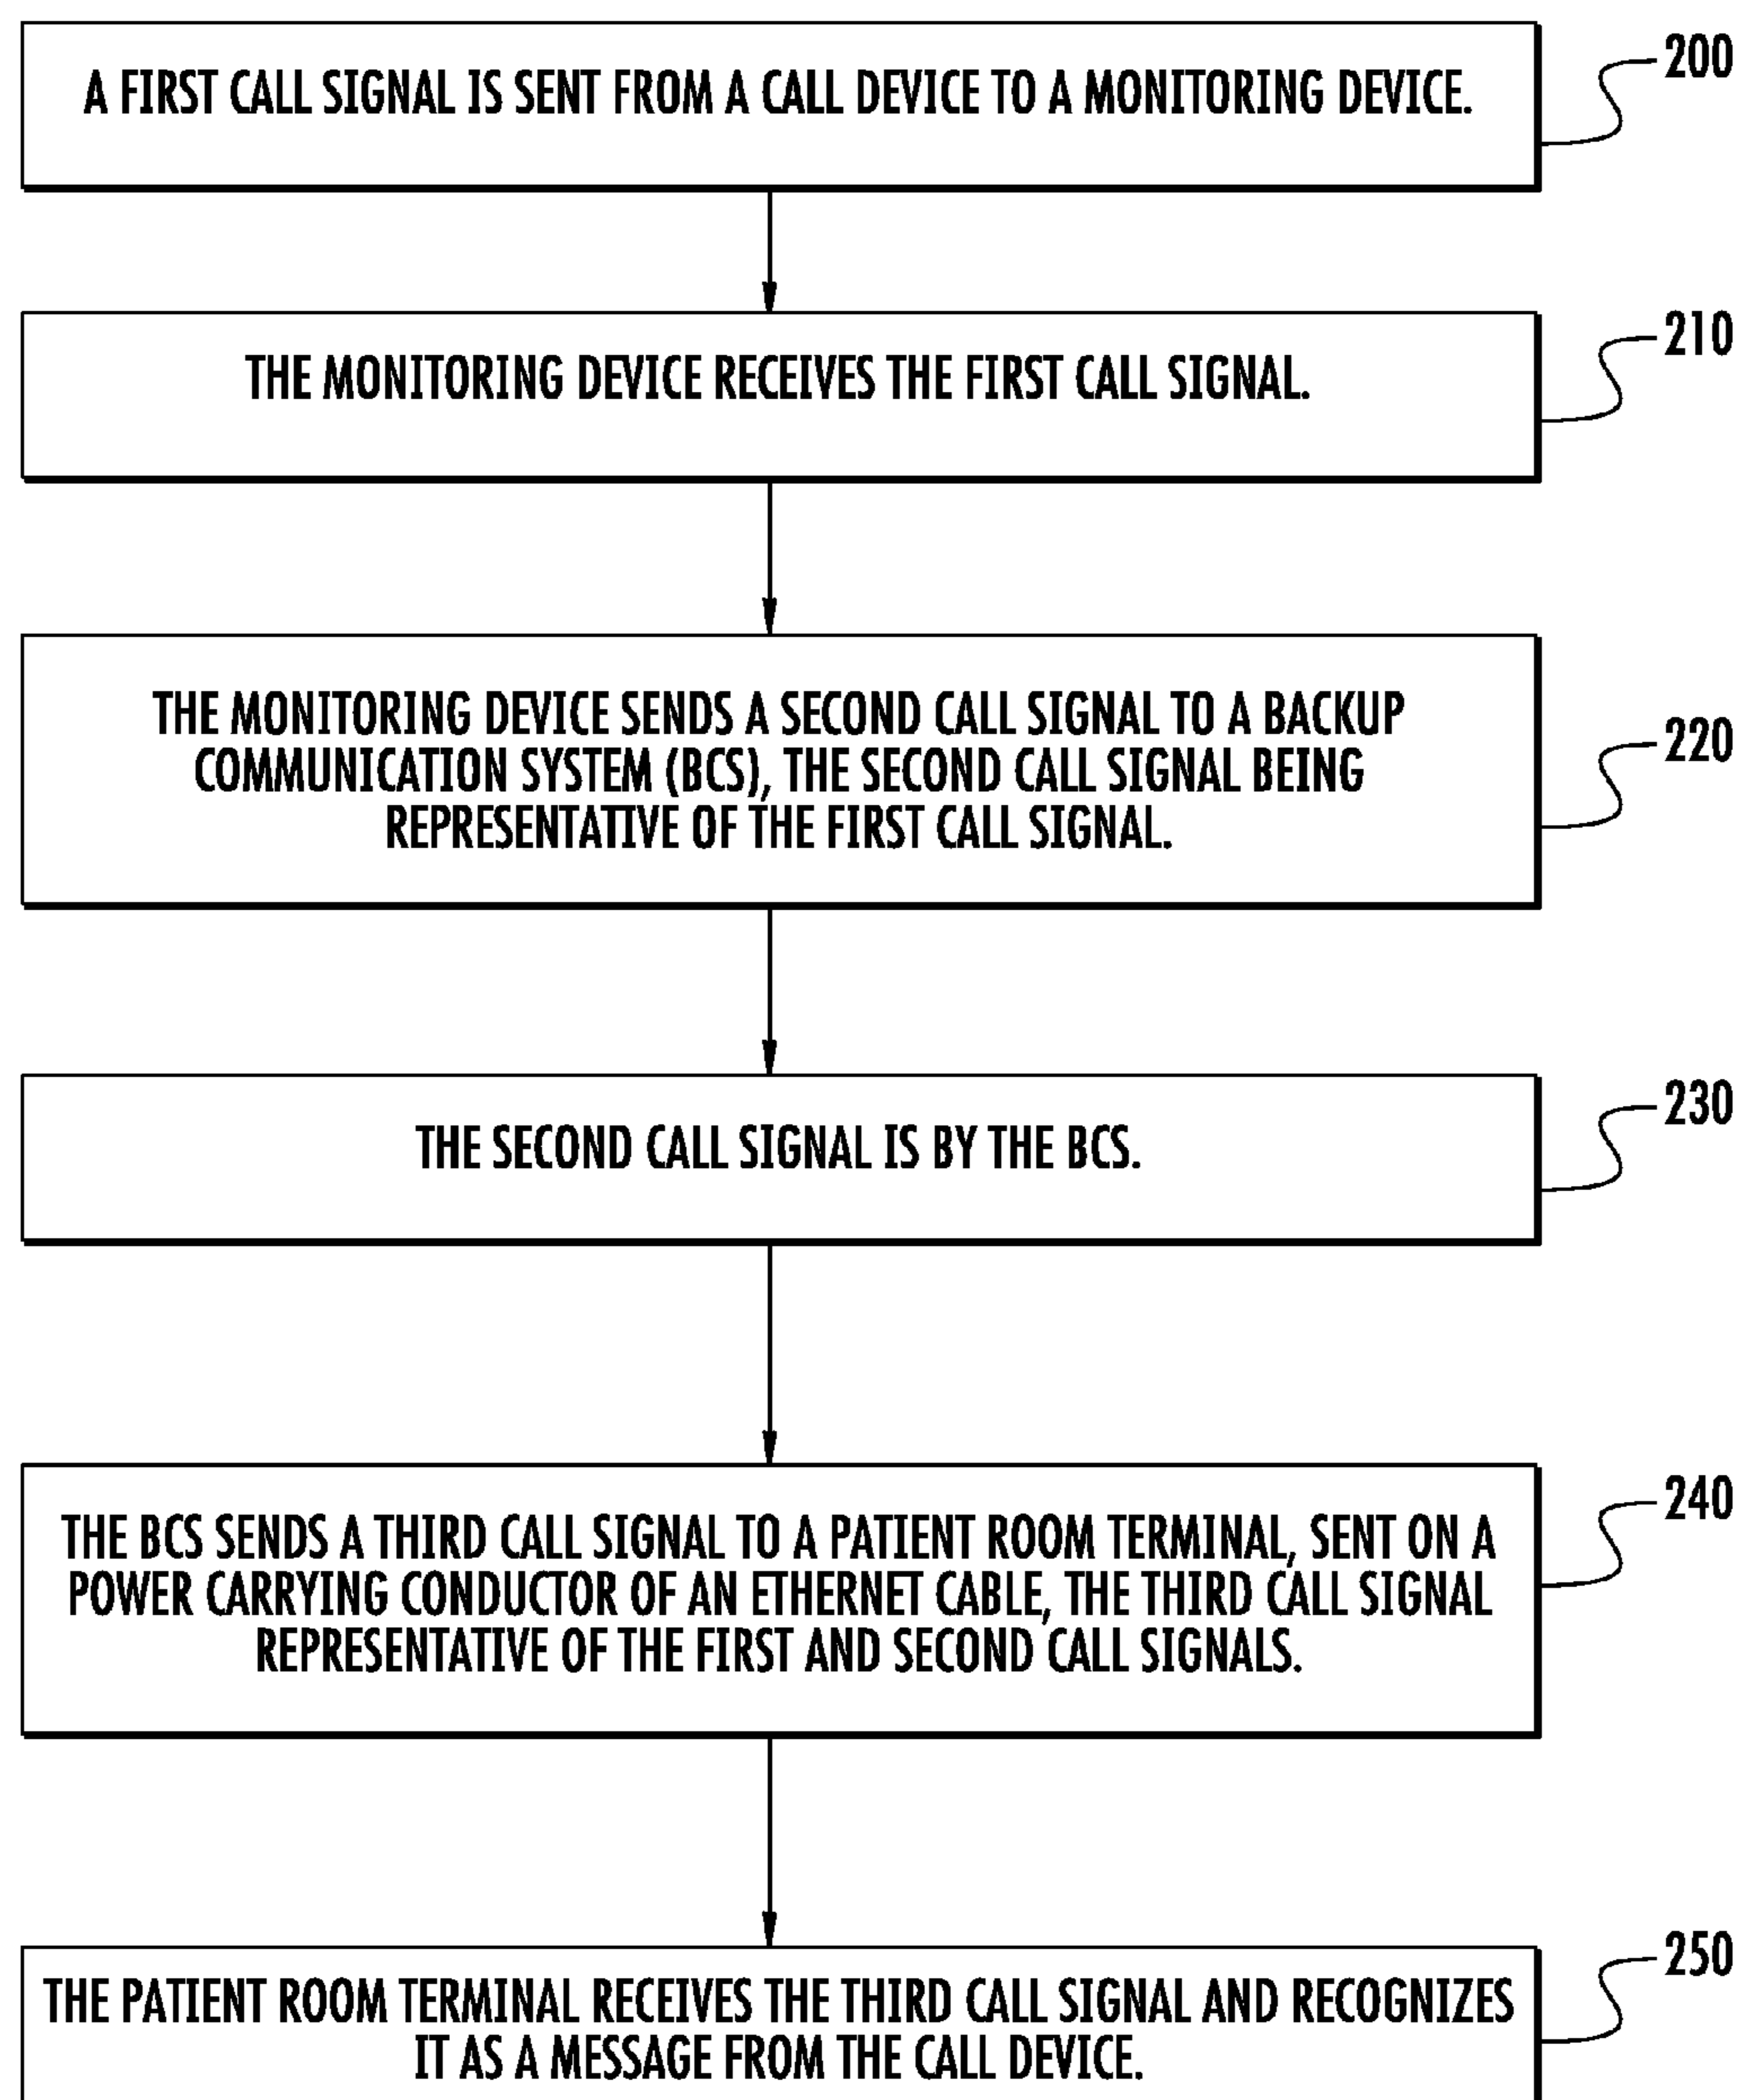 A FIRST CALL SIGNAL IS SENT FROM A CALL DEVICE TO A MONITORING DEVICE.
200
THE MONITORING DEVICE RECEIVES THE FIRST CALL SIGNAL.
210
THE MONITORING DEVICE SENDS A SECOND CALL SIGNAL TO A BACKUP
COMMUNICATION SYSTEM (BCS), THE SECOND CALL SIGNAL BEING
REPRESENTATIVE OF THE FIRST CALL SIGNAL.
220
THE SECOND CALL SIGNAL IS BY THE BCS.
230
THE BCS SENDS A THIRD CALL SIGNAL TO A PATIENT ROOM TERMINAL, SENT ON A
POWER CARRYING CONDUCTOR OF AN ETHERNET CABLE, THE THIRD CALL SIGNAL
REPRESENTATIVE OF THE FIRST AND SECOND CALL SIGNALS.
240
THE PATIENT ROOM TERMINAL RECEIVES THE THIRD CALL SIGNAL AND RECOGNIZES
IT AS A MESSAGE FROM THE CALL DEVICE.
250